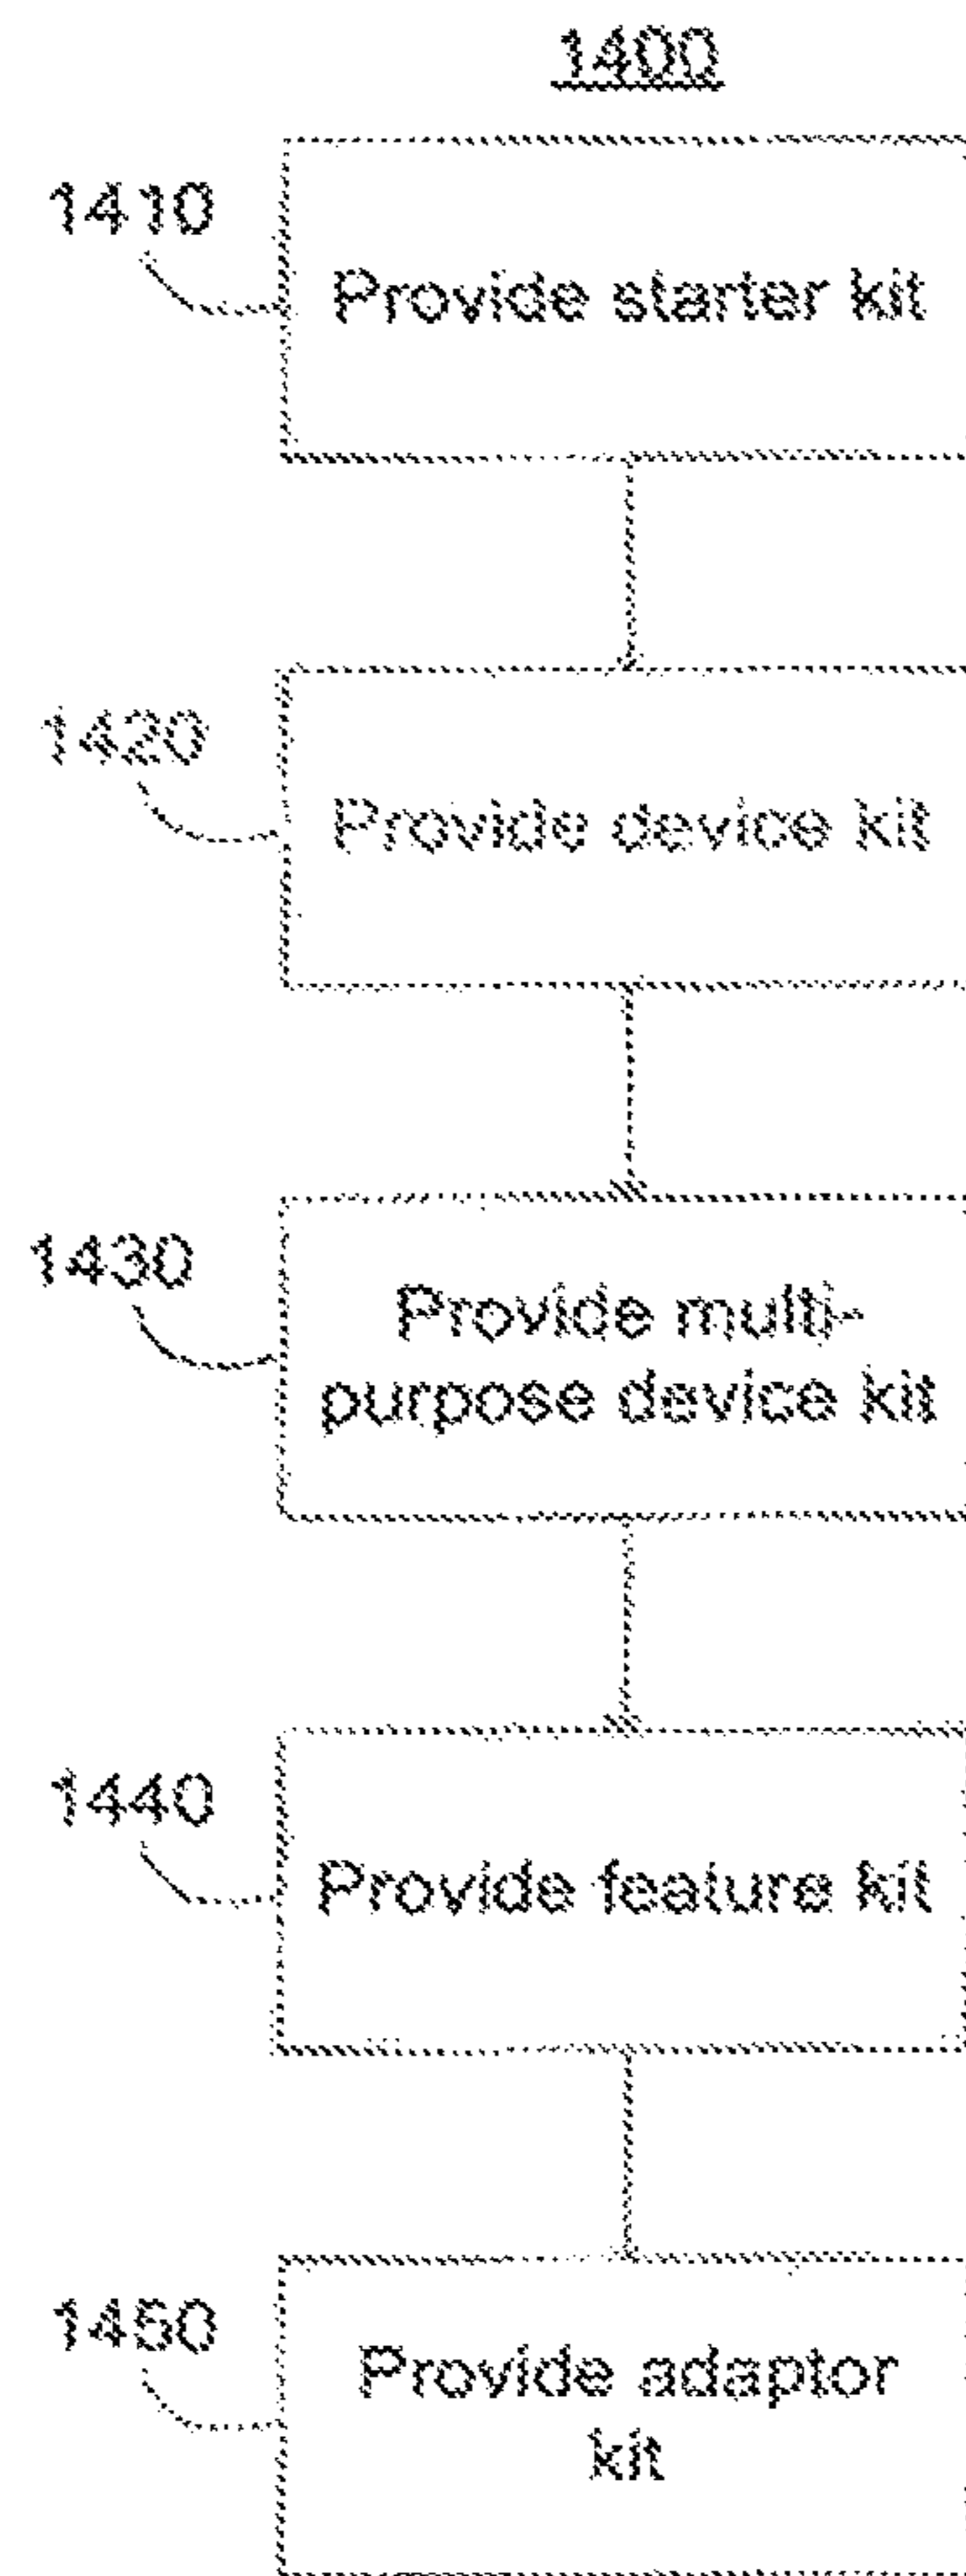 1400
1410
Provide starter kit
1420
Provide device kit
1430
Provide multi-
purpose device kit
1440
Provide feature kit
1450
Provide adaptor
kit